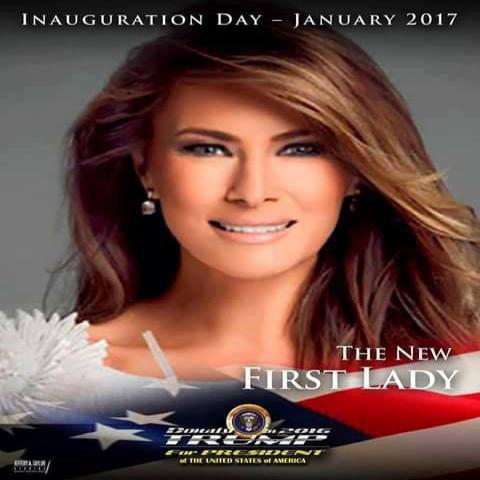 INAUGURATION DAY – JANUARY 2017
THE NEW
FIRST LADY
Donald in 2016
TRUMP
For PRESIDENT
of THE UNITED STATES of AMERICA